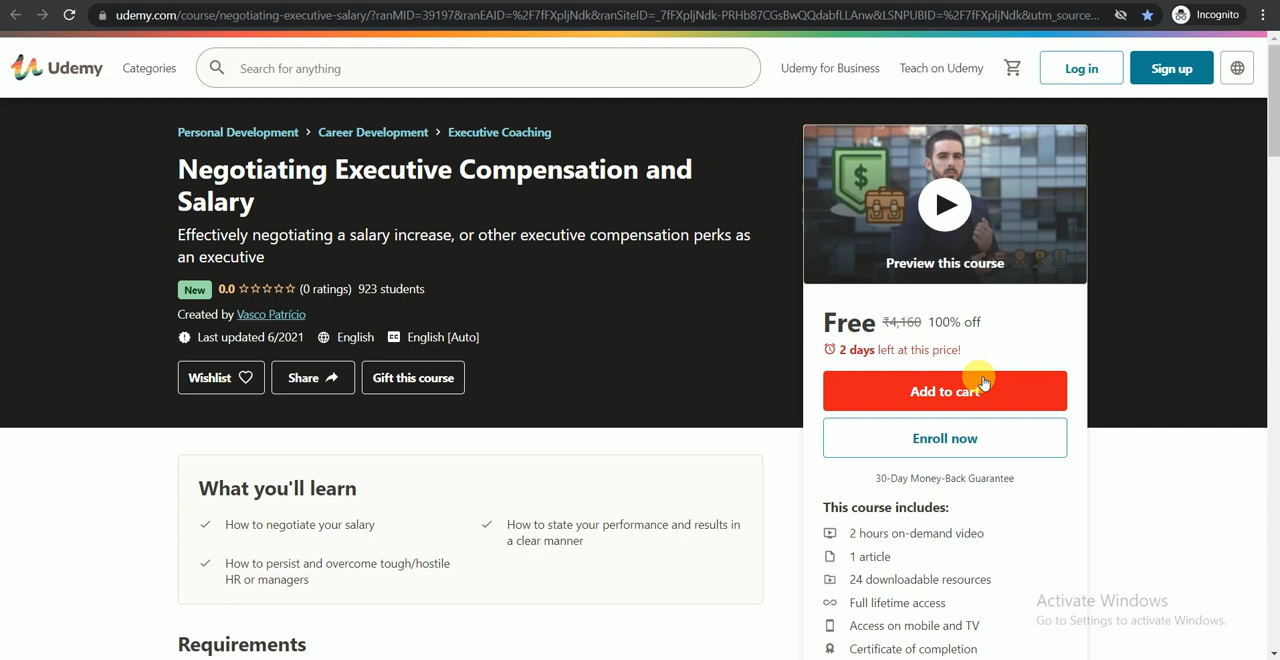 udemy.com/course/negotiating-executive-salary/?ranMID=39197&ranEAID=%2F7fFXpljNdk&ranSiteID=_7fFXpljNdk-PRHb87CGsBwQQdabfLLAnw&LSNPUBID=%2F7fFXpljNdk&utm_source...
Incognito
Udemy
Categories
Search for anything
Udemy for Business
Teach on Udemy
Log in
Sign up
Personal Development > Career Development > Executive Coaching
Negotiating Executive Compensation and
Salary
Effectively negotiating a salary increase, or other executive compensation perks as
an executive
New 0.0 (0 ratings) 923 students
Created by Vasco Patrício
Last updated 6/2021 English English [Auto]
Wishlist
Share
Gift this course
$
Preview this course
Free ₹4,160 100% off
2 days left at this price!
Add to cart
Enroll now
30-Day Money-Back Guarantee
This course includes:
2 hours on-demand video
1 article
24 downloadable resources
Full lifetime access
Access on mobile and TV
Certificate of completion
What you'll learn
How to negotiate your salary
How to state your performance and results in
a clear manner
How to persist and overcome tough/hostile
HR or managers
Requirements
Activate Windows
Go to Settings to activate Windows.